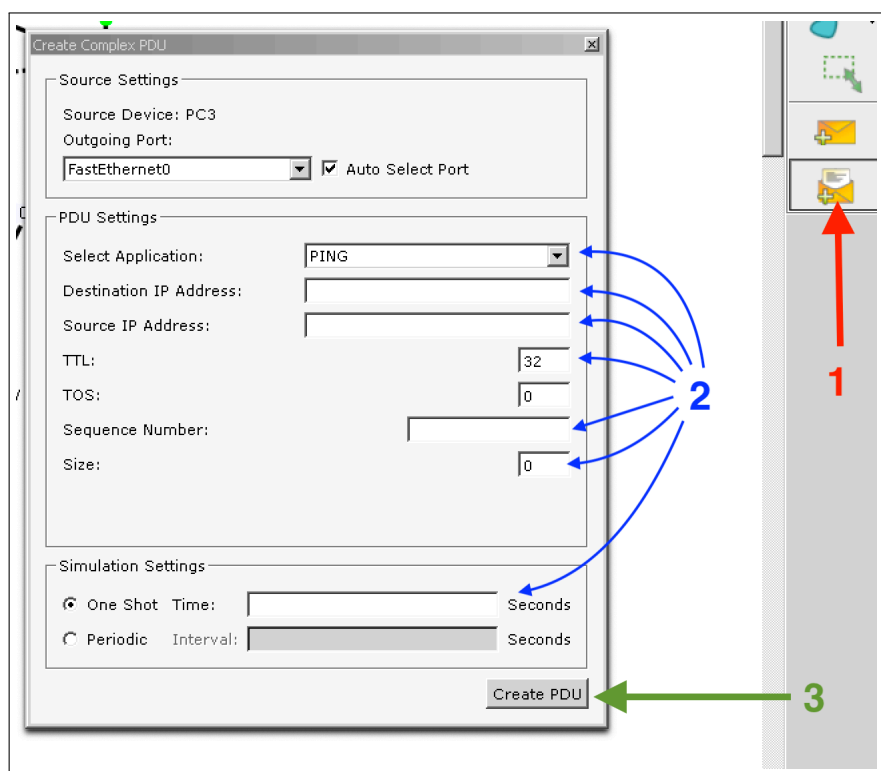 Create Complex PDU
Source Settings
Source Device: PC3
Outgoing Port:
FastEthernet0 Auto Select Port
PDU Settings
Select Application: PING
Destination IP Address:
Source IP Address:
TTL: 32
TOS: 0
Sequence Number:
Size: 0
Simulation Settings
One Shot Time: Seconds
Periodic Interval: Seconds
Create PDU
1
2
3